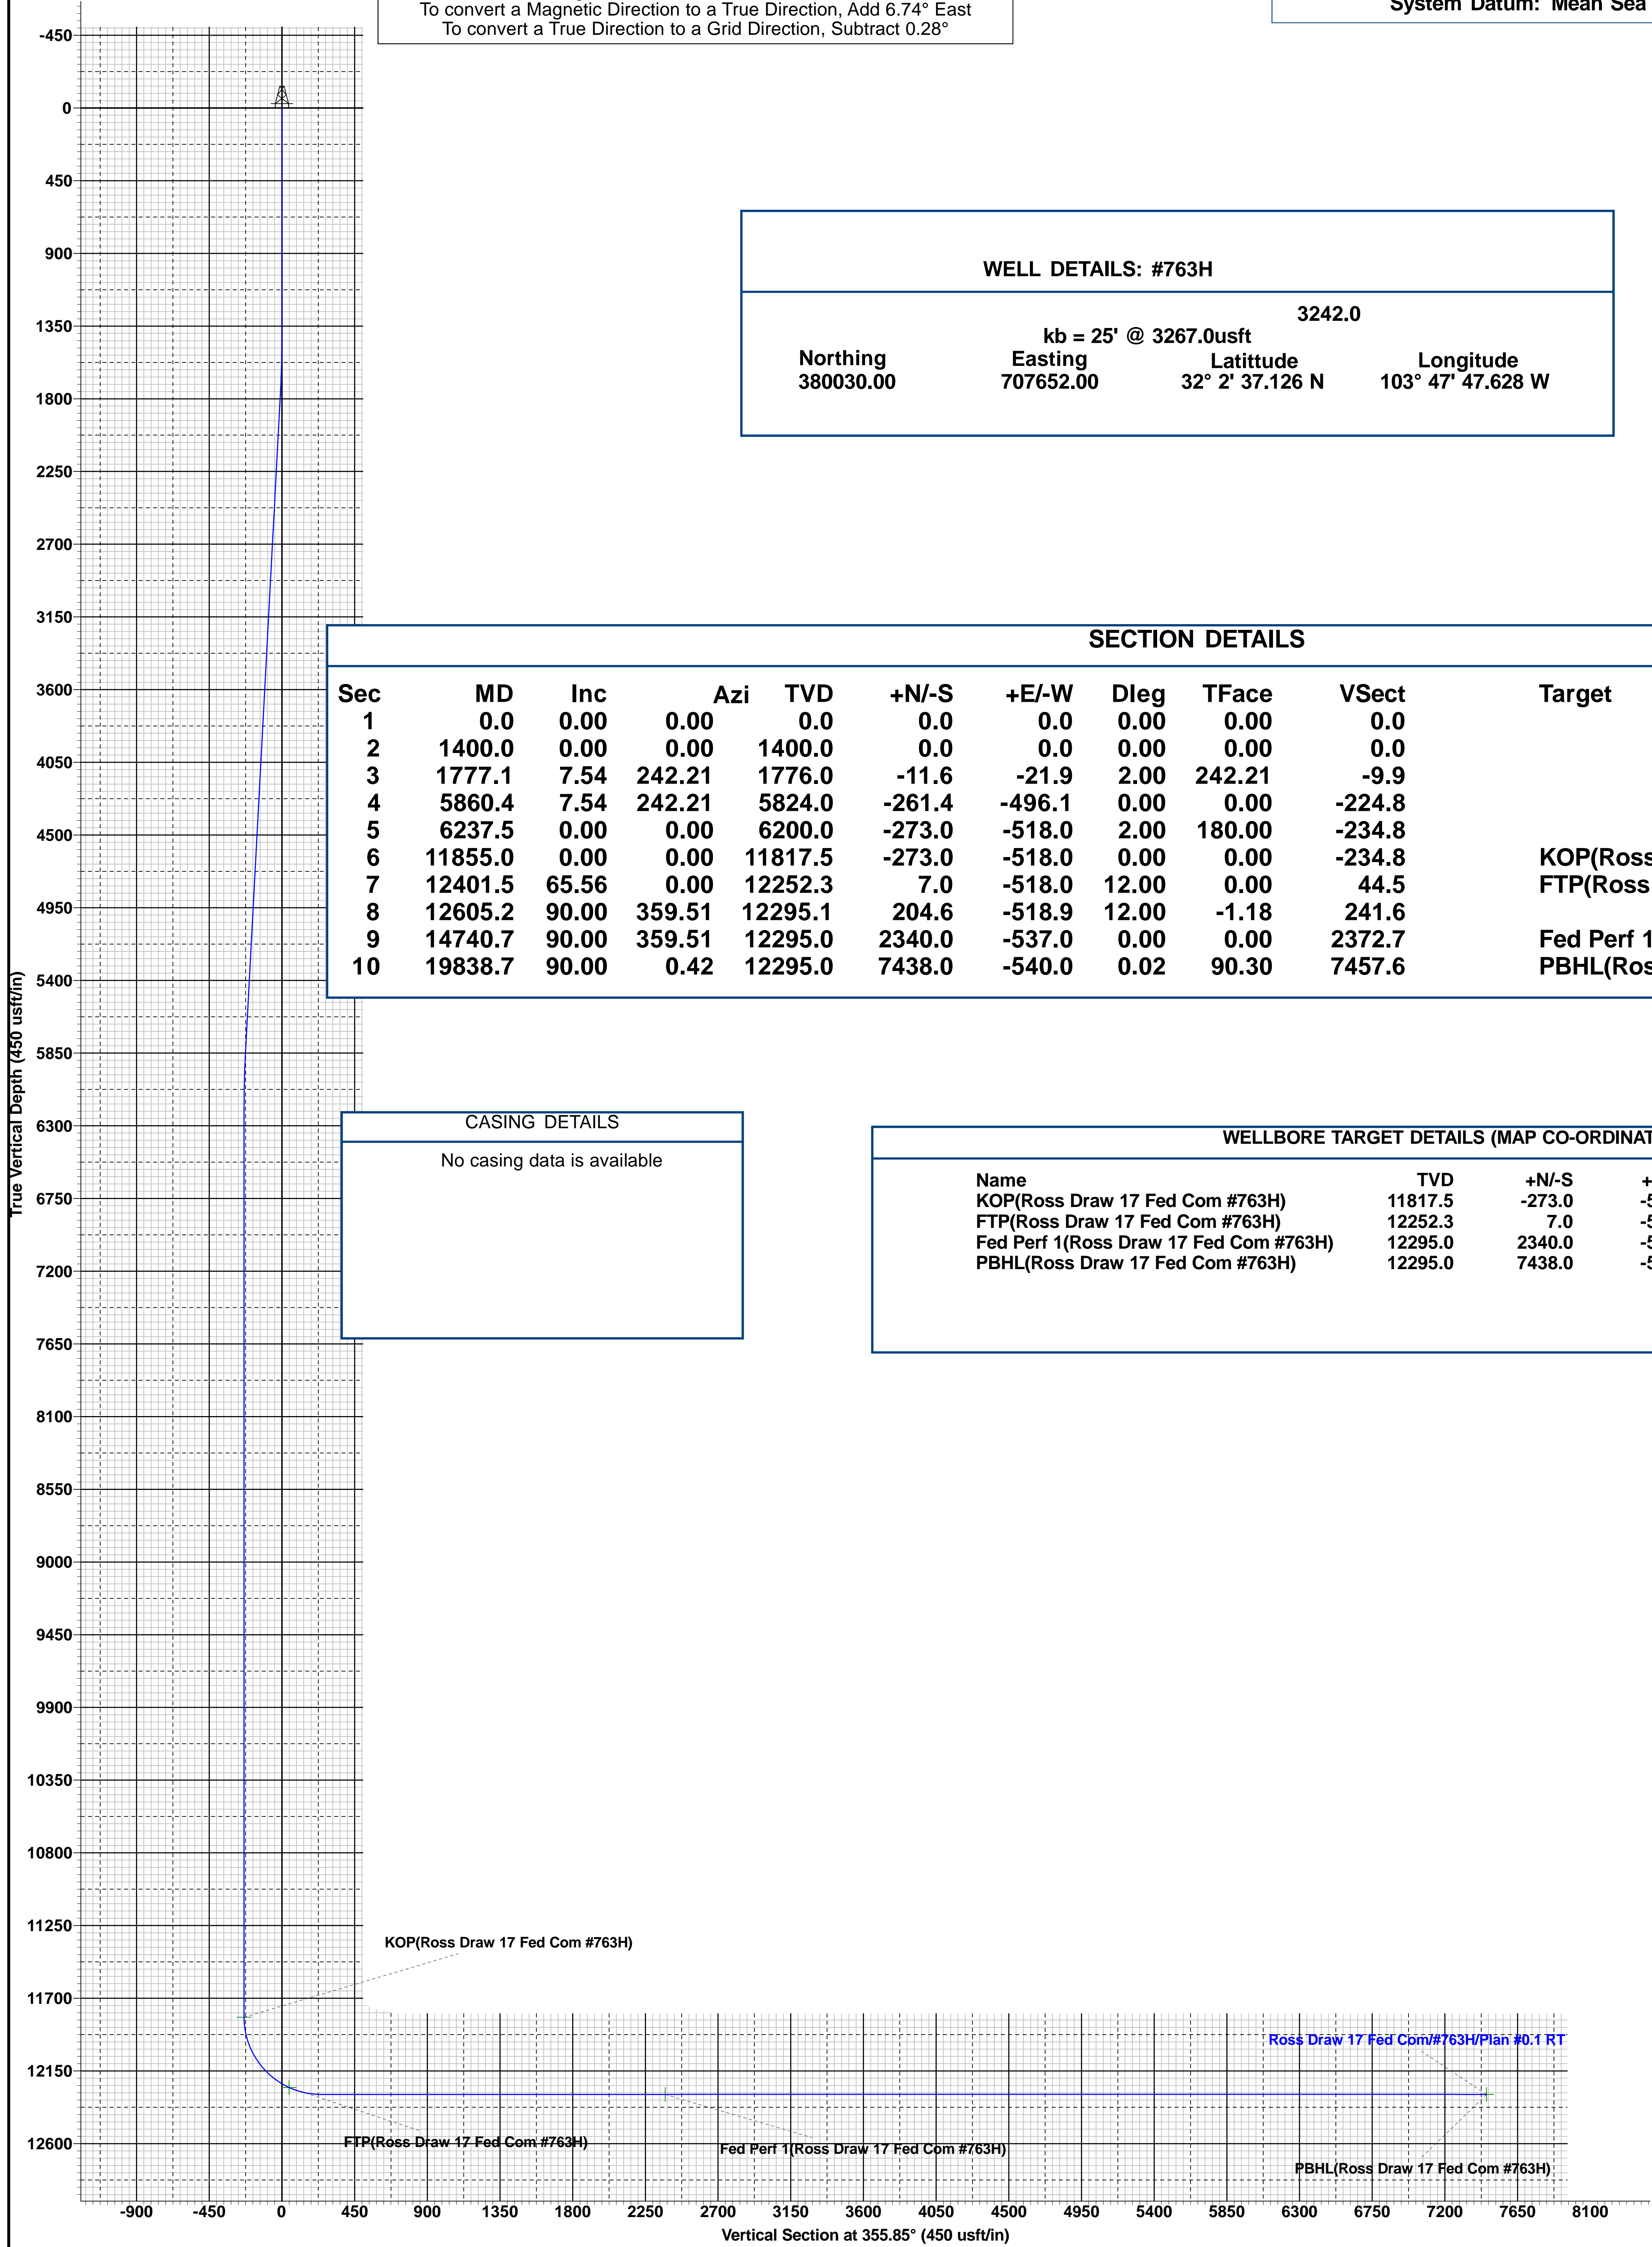 To convert a Magnetic Direction to a True Direction, Add 6.74° East
To convert a True Direction to a Grid Direction, Subtract 0.28°
System Datum: Mean Sea
WELL DETAILS: #763H
3242.0
kb = 25' @ 3267.0usft
Northing Easting Latittude Longitude
380030.00 707652.00 32° 2' 37.126 N 103° 47' 47.628 W
SECTION DETAILS
Sec MD Inc Azi TVD +N/-S +E/-W Dleg TFace VSect Target
1 0.0 0.00 0.00 0.0 0.0 0.0 0.00 0.00 0.0
2 1400.0 0.00 0.00 1400.0 0.0 0.0 0.00 0.00 0.0
3 1777.1 7.54 242.21 1776.0 -11.6 -21.9 2.00 242.21 -9.9
4 5860.4 7.54 242.21 5824.0 -261.4 -496.1 0.00 0.00 -224.8
5 6237.5 0.00 0.00 6200.0 -273.0 -518.0 2.00 180.00 -234.8
6 11855.0 0.00 0.00 11817.5 -273.0 -518.0 0.00 0.00 -234.8 KOP(Ross
7 12401.5 65.56 0.00 12252.3 7.0 -518.0 12.00 0.00 44.5 FTP(Ross
8 12605.2 90.00 359.51 12295.1 204.6 -518.9 12.00 -1.18 241.6
9 14740.7 90.00 359.51 12295.0 2340.0 -537.0 0.00 0.00 2372.7 Fed Perf 1
10 19838.7 90.00 0.42 12295.0 7438.0 -540.0 0.02 90.30 7457.6 PBHL(Ros
CASING DETAILS
No casing data is available
WELLBORE TARGET DETAILS (MAP CO-ORDINAT
Name TVD +N/-S +
KOP(Ross Draw 17 Fed Com #763H) 11817.5 -273.0 -5
FTP(Ross Draw 17 Fed Com #763H) 12252.3 7.0 -5
Fed Perf 1(Ross Draw 17 Fed Com #763H) 12295.0 2340.0 -5
PBHL(Ross Draw 17 Fed Com #763H) 12295.0 7438.0 -5
True Vertical Depth (450 usft/in)
-450
0
450
900
1350
1800
2250
2700
3150
3600
4050
4500
4950
5400
5850
6300
6750
7200
7650
8100
8550
9000
9450
9900
10350
10800
11250
11700
12150
12600
KOP(Ross Draw 17 Fed Com #763H)
Ross Draw 17 Fed Com/#763H/Plan #0.1 RT
FTP(Ross Draw 17 Fed Com #763H)
Fed Perf 1(Ross Draw 17 Fed Com #763H)
PBHL(Ross Draw 17 Fed Com #763H)
-900 -450 0 450 900 1350 1800 2250 2700 3150 3600 4050 4500 4950 5400 5850 6300 6750 7200 7650 8100
Vertical Section at 355.85° (450 usft/in)